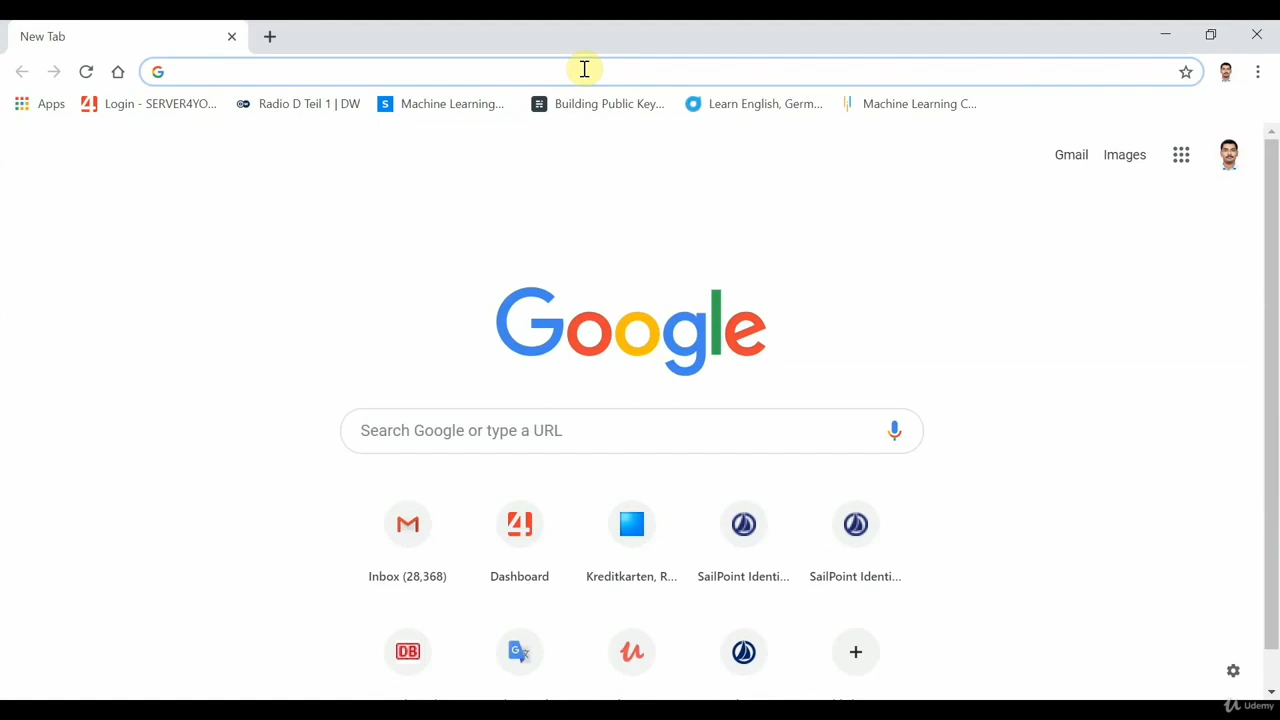 New Tab
Apps Login - SERVER4YO... Radio D Teil 1 | DW Machine Learning... Building Public Key... Learn English, Germ... Machine Learning C...
Gmail Images
Google
Search Google or type a URL
Inbox (28,368) Dashboard Kreditkarten, R... SailPoint Identi... SailPoint Identi...
DB
Udemy